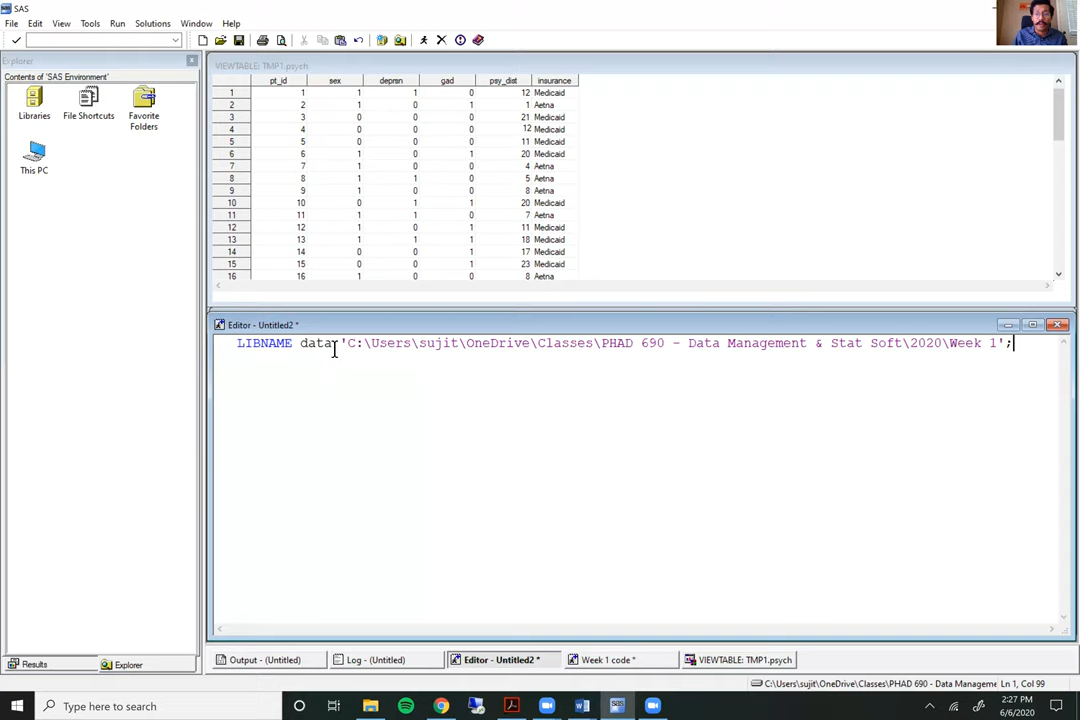 SAS
File Edit View Tools Run Solutions Window Help
Explorer
Contents of 'SAS Environment'
Libraries
File Shortcuts
Favorite
Folders
This PC
VIEWTABLE: TMP1.psych
pt_id sex deprsn gad psy_dist insurance
1 1 1 1 0 12 Medicaid
2 2 1 0 1 1 Aetna
3 3 0 0 0 21 Medicaid
4 4 0 0 0 12 Medicaid
5 5 0 0 0 11 Medicaid
6 6 1 0 1 20 Medicaid
7 7 1 0 0 4 Aetna
8 8 1 1 0 5 Aetna
9 9 1 0 0 8 Aetna
10 10 0 1 1 20 Medicaid
11 11 1 1 0 7 Aetna
12 12 1 0 1 11 Medicaid
13 13 1 1 1 18 Medicaid
14 14 0 0 1 17 Medicaid
15 15 0 0 1 23 Medicaid
16 16 1 0 0 8 Aetna
Editor - Untitled2 *
LIBNAME data 'C:\Users\sujit\OneDrive\Classes\PHAD 690 - Data Management & Stat Soft\2020\Week 1';
Results
Explorer
Output - (Untitled)
Log - (Untitled)
Editor - Untitled2 *
Week 1 code *
VIEWTABLE: TMP1.psych
C:\Users\sujit\OneDrive\Classes\PHAD 690 - Data Manageme
Ln 1, Col 99
Type here to search
2:27 PM
6/6/2020